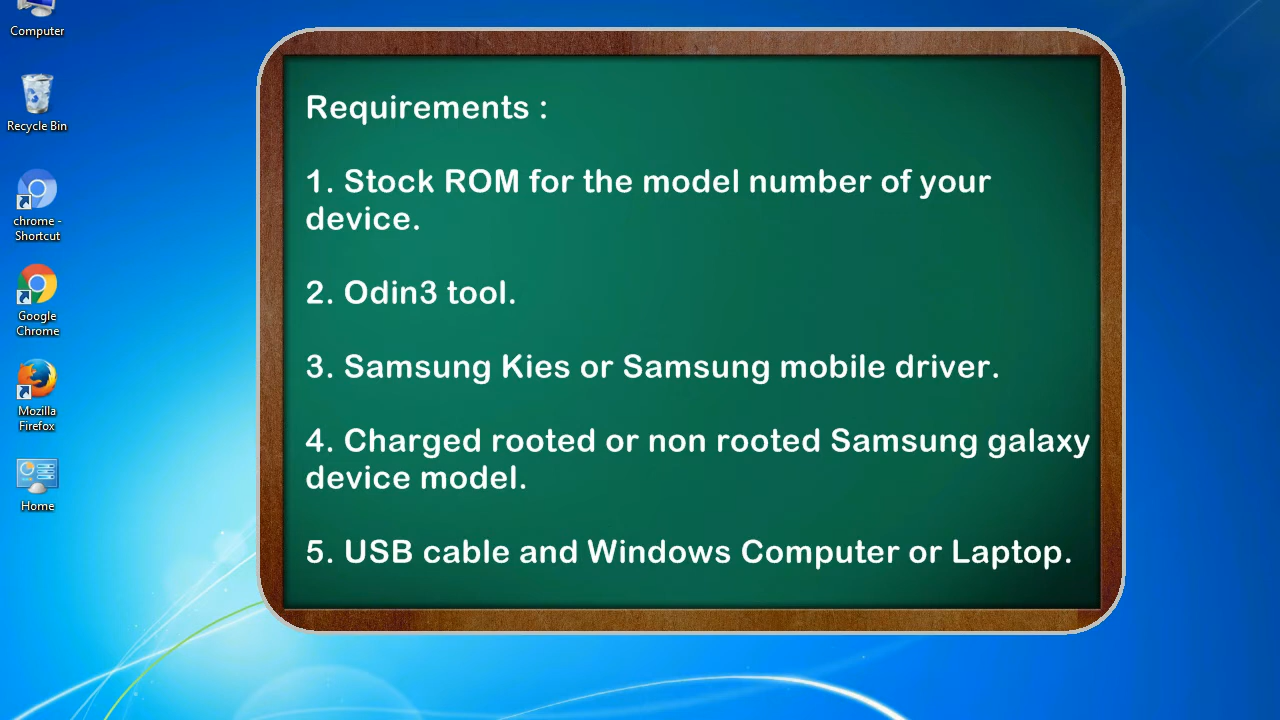 Computer
Recycle Bin
chrome -
Shortcut
Google
Chrome
Mozilla
Firefox
Home
Requirements :
1. Stock ROM for the model number of your
device.
2. Odin3 tool.
3. Samsung Kies or Samsung mobile driver.
4. Charged rooted or non rooted Samsung galaxy
device model.
5. USB cable and Windows Computer or Laptop.